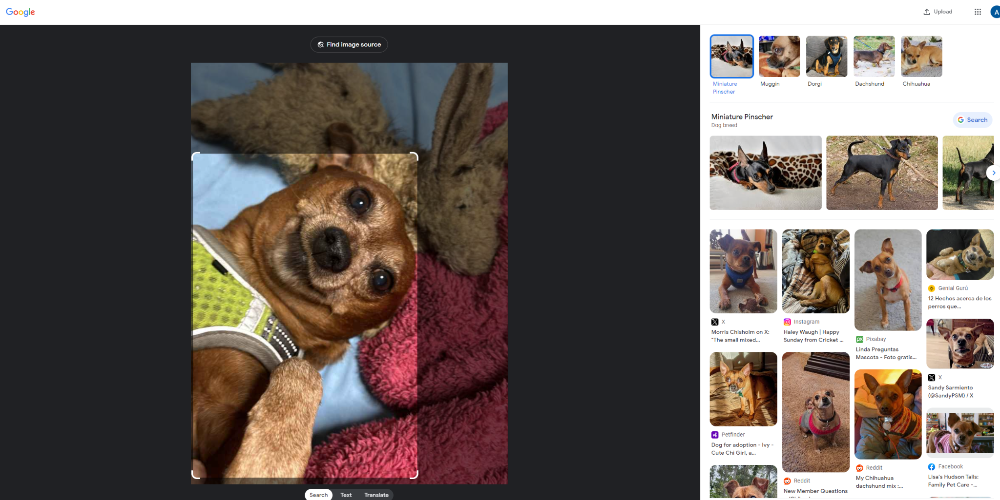 Google
Upload
A
Find image source
Miniature
Pinscher
Muggin
Dorgi
Dachshund
Chihuahua
Miniature Pinscher
Dog breed
Search
X
Morris Chisholm on X:
"The small mixed...
Instagram
Haley Waugh | Happy
Sunday from Cricket ...
Pixabay
Linda Preguntas
Mascota - Foto gratis...
Genial Gurú
12 Hechos acerca de los
perros que...
X
Sandy Sarmiento
(@SandyPSM) / X
Petfinder
Dog for adoption - Ivy -
Cute Chi Girl, a...
Reddit
New Member Questions
Reddit
My Chihuahua
dachshund mix :...
Facebook
Lisa's Hudson Tails:
Family Pet Care -...
Search
Text
Translate